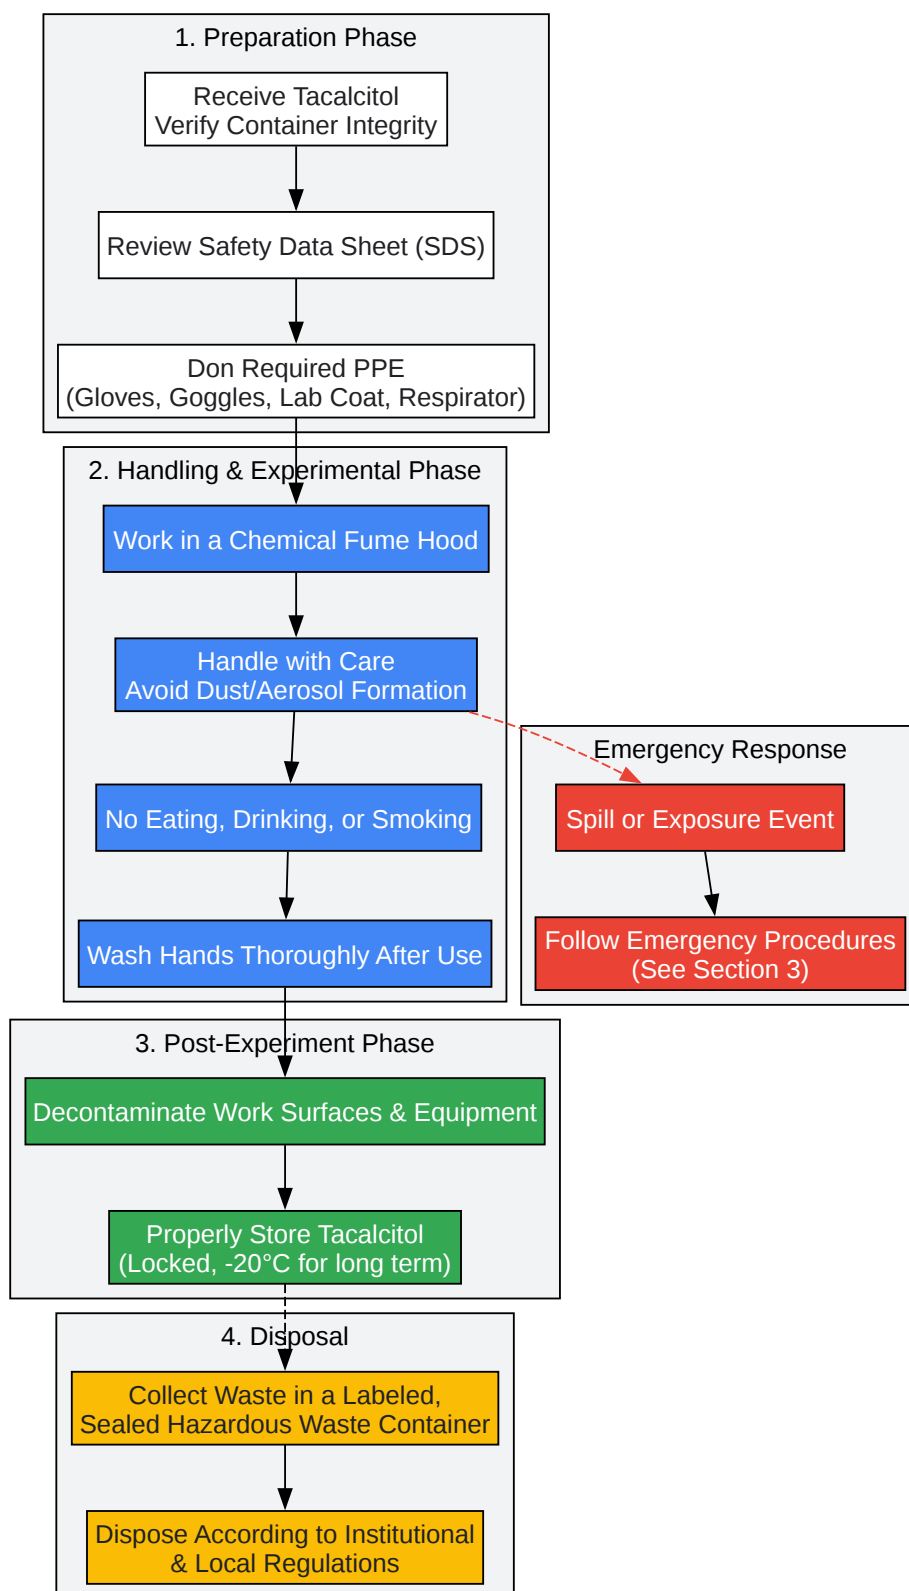 1. Preparation Phase
Receive Tacalcitol
Verify Container Integrity
Review Safety Data Sheet (SDS)
Don Required PPE
(Gloves, Goggles, Lab Coat, Respirator)
2. Handling & Experimental Phase
Work in a Chemical Fume Hood
Handle with Care
Avoid Dust/Aerosol Formation
No Eating, Drinking, or Smoking
Wash Hands Thoroughly After Use
Emergency Response
Spill or Exposure Event
Follow Emergency Procedures
(See Section 3)
3. Post-Experiment Phase
Decontaminate Work Surfaces & Equipment
Properly Store Tacalcitol
(Locked, -20°C for long term)
4. Disposal
Collect Waste in a Labeled,
Sealed Hazardous Waste Container
Dispose According to Institutional
& Local Regulations